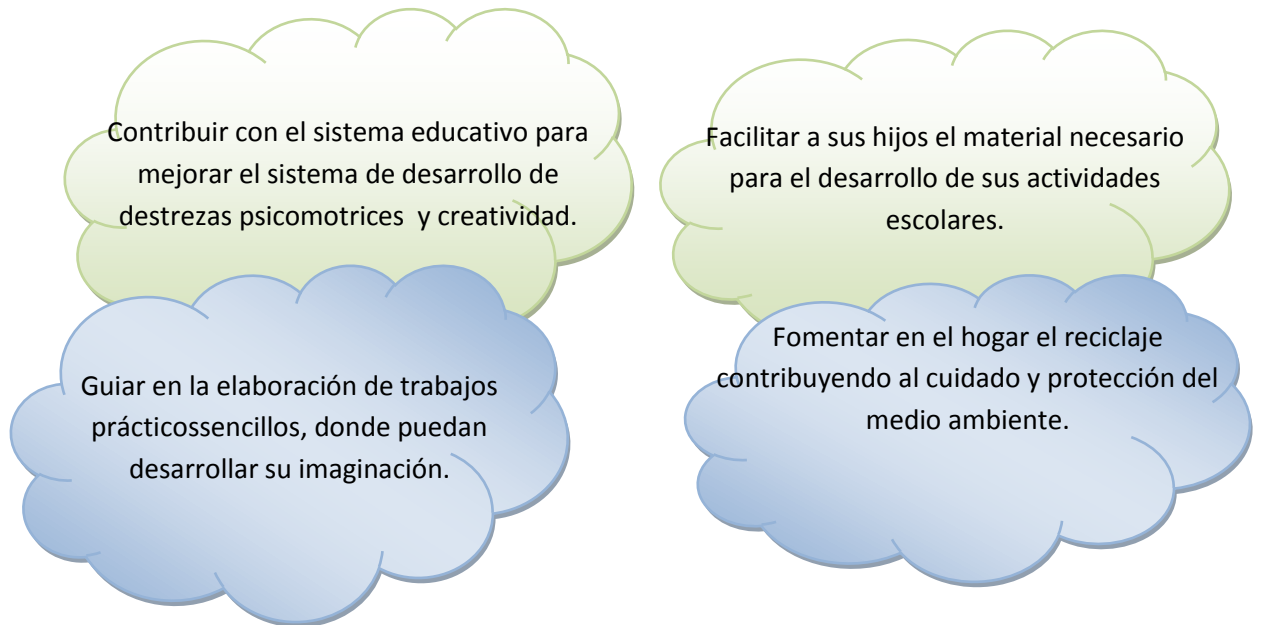 Contribuir con el sistema educativo para
mejorar el sistema de desarrollo de
destrezas psicomotrices y creatividad.
Facilitar a sus hijos el material necesario
para el desarrollo de sus actividades
escolares.
Guiar en la elaboración de trabajos
prácticossencillos, donde puedan
desarrollar su imaginación.
Fomentar en el hogar el reciclaje
contribuyendo al cuidado y protección del
medio ambiente.